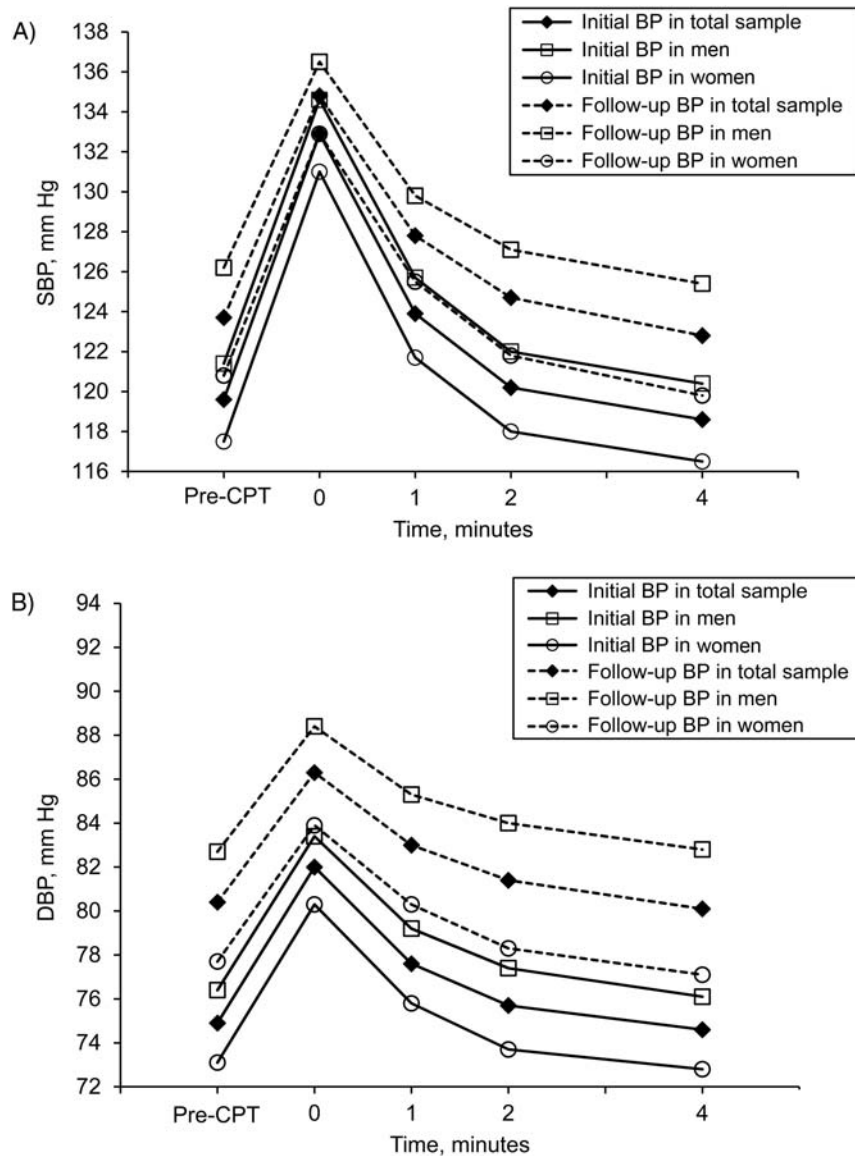 A)
138
136
134
132
130
128
126
124
122
120
118
116
SBP, mm Hg
Pre-CPT 0 1 2 4
Time, minutes
Initial BP in total sample
Initial BP in men
Initial BP in women
Follow-up BP in total sample
Follow-up BP in men
Follow-up BP in women
B)
94
92
90
88
86
84
82
80
78
76
74
72
DBP, mm Hg
Pre-CPT 0 1 2 4
Time, minutes
Initial BP in total sample
Initial BP in men
Initial BP in women
Follow-up BP in total sample
Follow-up BP in men
Follow-up BP in women